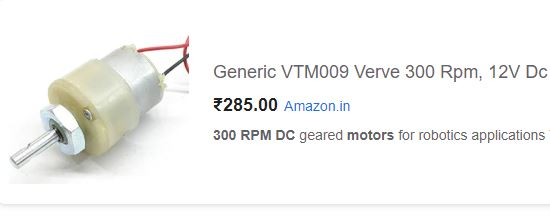 Generic VTM009 Verve 300 Rpm, 12V Dc
₹285.00 Amazon.in
300 RPM DC geared motors for robotics applications